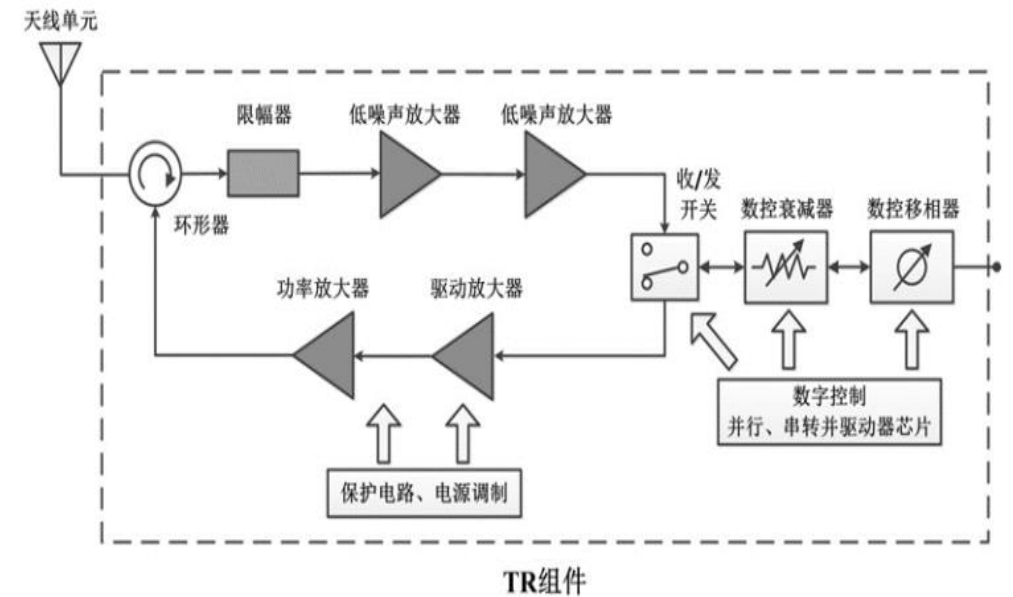 天线单元
限幅器
低噪声放大器
低噪声放大器
收/发
开关
数控衰减器
数控移相器
环形器
功率放大器
驱动放大器
数字控制
并行、串转并驱动器芯片
保护电路、电源调制
TR组件